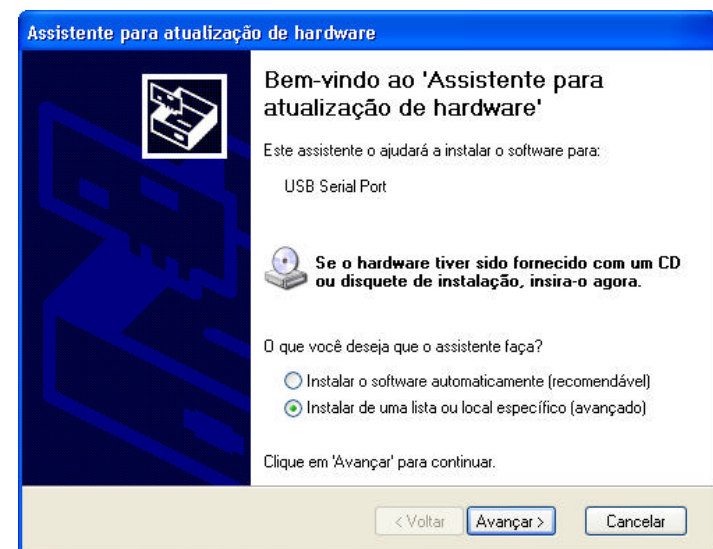 Assistente para atualização de hardware
Bem-vindo ao 'Assistente para
atualização de hardware'
Este assistente o ajudará a instalar o software para:
USB Serial Port
Se o hardware tiver sido fornecido com um CD
ou disquete de instalação, insira-o agora.
O que você deseja que o assistente faça?
Instalar o software automaticamente (recomendável)
Instalar de uma lista ou local específico (avançado)
Clique em 'Avançar' para continuar.
< Voltar Avançar > Cancelar